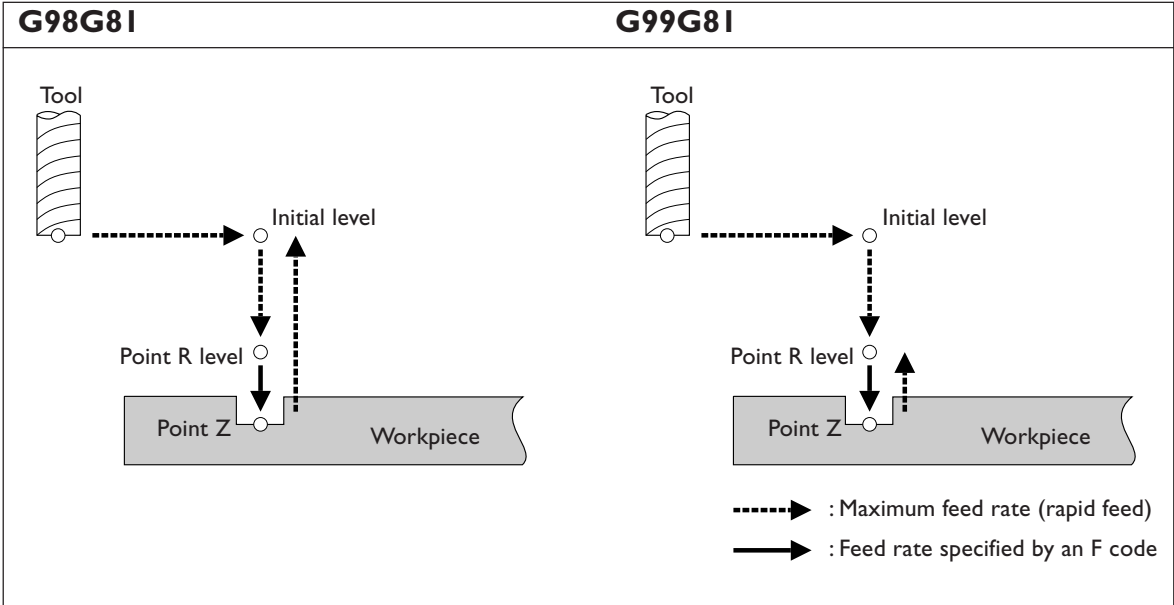 G98G81
G99G81
Tool
Initial level
Point R level
Point Z
Workpiece
Tool
Initial level
Point R level
Point Z
Workpiece
: Maximum feed rate (rapid feed)
: Feed rate specified by an F code